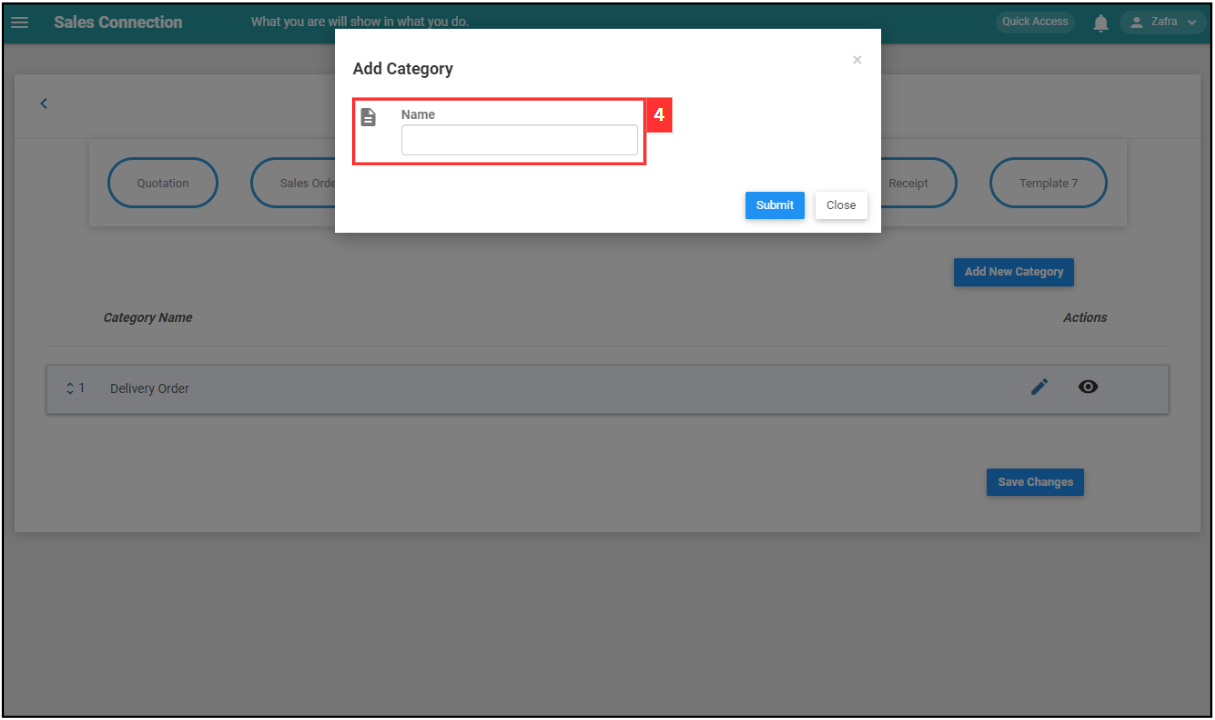 Sales Connection
What you are will show in what you do.
Quick Access
Zafra
Add Category
×
Name
4
Submit
Close
Quotation
Sales Orde
Receipt
Template 7
Add New Category
Category Name
Actions
1
Delivery Order
Save Changes